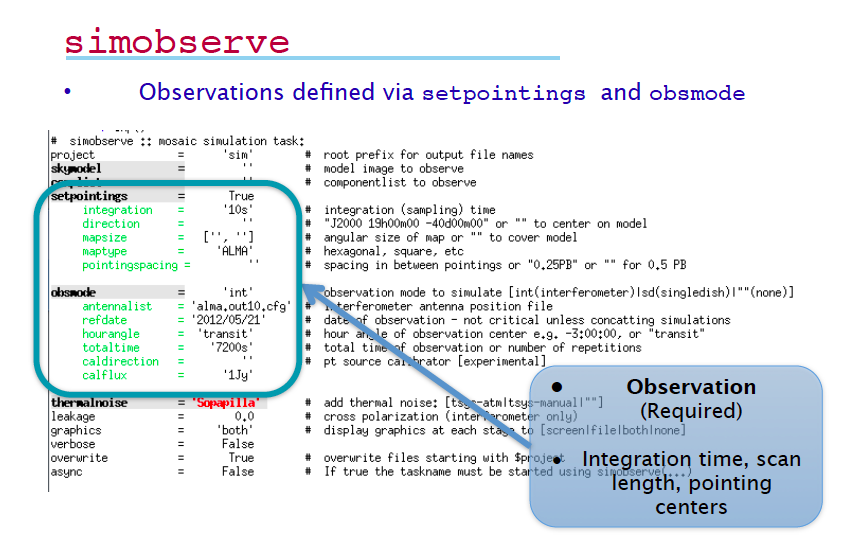 simobserve
• Observations defined via setpointings and obsmode
# simobserve :: mosaic simulation task:
project = 'sim' # root prefix for output file names
skymodel = '' # model image to observe
= '' # componentlist to observe
setpointings = True
integration = '10s' # integration (sampling) time
direction = '' # "J2000 19h00m00 -40d00m00" or "" to center on model
mapsize = ['', ''] # angular size of map or "" to cover model
maptype = 'ALMA' # hexagonal, square, etc
pointingspacing = '' # spacing in between pointings or "0.25PB" or "" for 0.5 PB
obsmode = 'int' observation mode to simulate [int(interferometer)|sd(singledish)|""(none)]
antennalist = 'alma.out10.cfg' # interferometer antenna position file
refdate = '2012/05/21' # date of observation - not critical unless concatting simulations
hourangle = 'transit' # hour angle of observation center e.g. -3:00:00, or "transit"
totaltime = '7200s' # total time of observation or number of repetitions
caldirection = '' # pt source calibrator [experimental]
calflux = '1Jy'
thermalnoise = 'Sopapilla' # add thermal noise: [tsys-atm|tsys-manual|""]
leakage = 0.0 # cross polarization (interferometer only)
graphics = 'both' # display graphics at each stage to [screen|file|both|none]
verbose = False
overwrite = True # overwrite files starting with $project
async = False # If true the taskname must be started using simobserve(...)
• Observation
(Required)
• Integration time, scan
length, pointing
centers